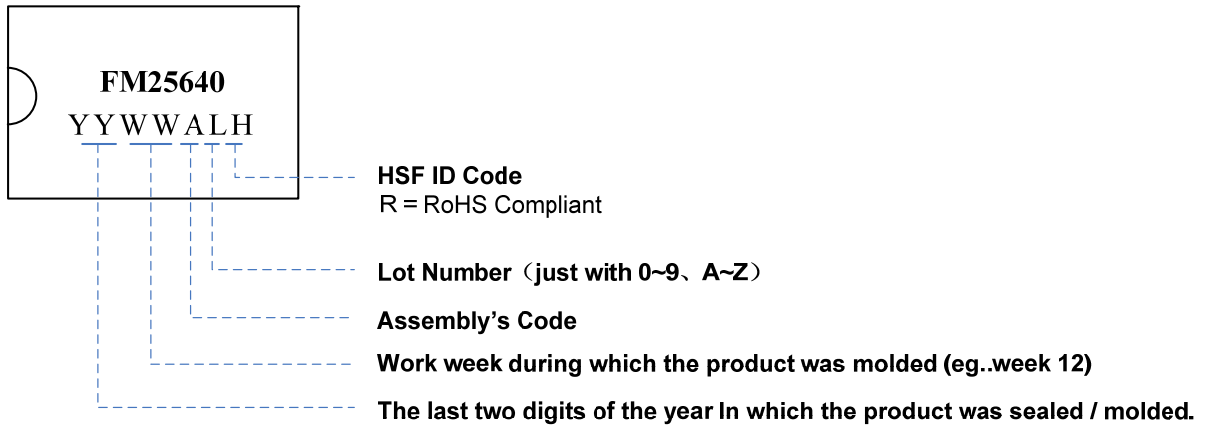 FM25640
YYWWALH
HSF ID Code
R = RoHS Compliant
Lot Number（just with 0~9、A~Z）
Assembly’s Code
Work week during which the product was molded (eg..week 12)
The last two digits of the year In which the product was sealed / molded.